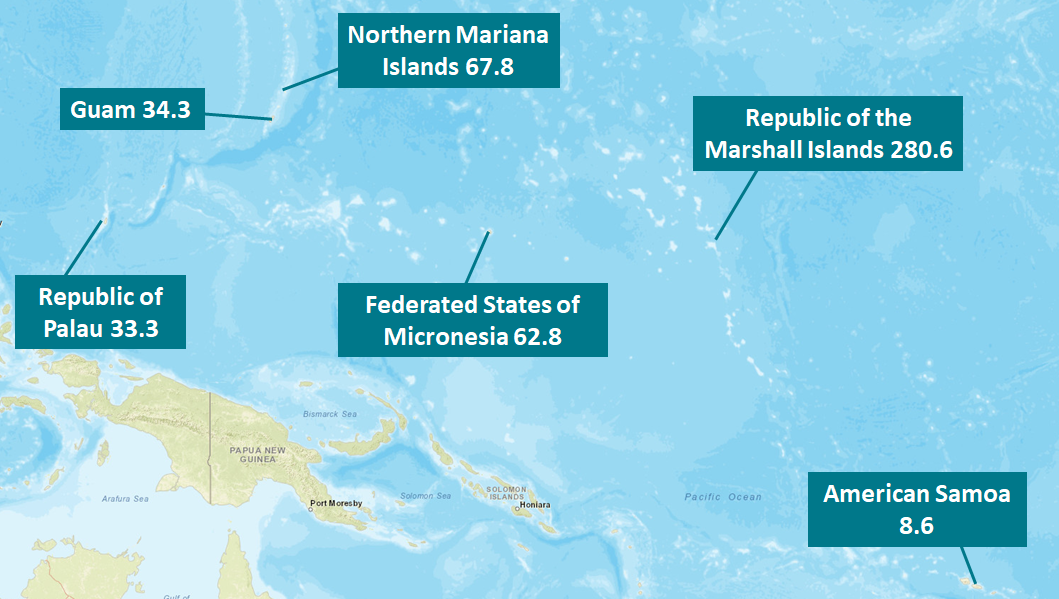 Northern Mariana
Islands 67.8
Guam 34.3
Republic of the
Marshall Islands 280.6
Republic of
Palau 33.3
Federated States of
Micronesia 62.8
Bismarck Sea
PAPUA NEW
GUINEA
Arafura Sea
Port Moresby
Solomon Sea
SOLOMON
ISLANDS
Honiara
Pacific Ocean
American Samoa
8.6
Gulf of